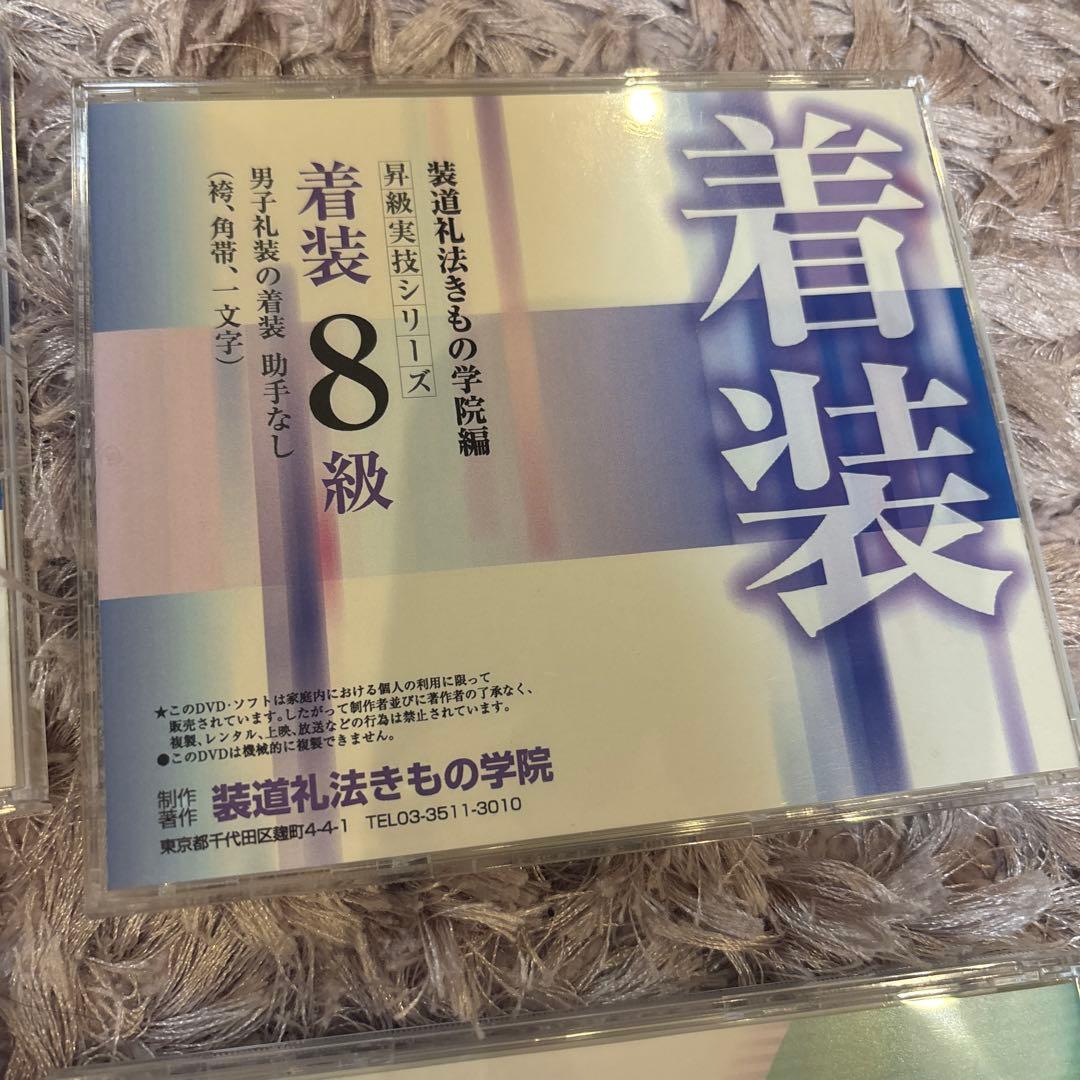 着装
装道礼法きもの学院編
昇級実技シリーズ
着装 8 級
男子礼装の着装 助手なし
(袴、角帯、一文字)
★このDVD・ソフトは家庭内における個人の利用に限って
販売されています。したがって制作者並びに著作者の了承なく、
複製、レンタル、上映、放送などの行為は禁止されています。
●このDVDは機械的に複製できません。
制作
著作 装道礼法きもの学院
東京都千代田区麹町4-4-1 TEL03-3511-3010